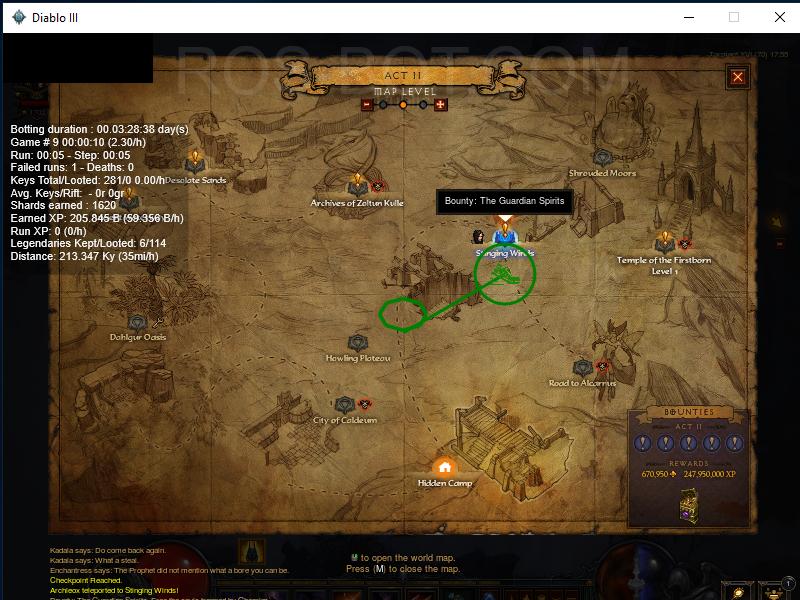 Diablo III
ROS-BOT.COM
ACT II
MAP LEVEL
Botting duration : 00.03:28:38 day(s)
Game # 9 00:00:10 (2.30/h)
Run: 00:05 - Step: 00:05
Failed runs: 1 - Deaths: 0
Keys Total/Looted: 281/0 0.00/h
Avg. Keys/Rift: - 0r 0gr
Shards earned : 1620
Earned XP: 205.845 B (59.356 B/h)
Run XP: 0 (0/h)
Legendaries Kept/Looted: 6/114
Distance: 213.347 Ky (35mi/h)
Desolate Sands
Archives of Zoltun Kulle
Shrouded Moors
Bounty: The Guardian Spirits
Stinging Winds
Temple of the Firstborn
Level 1
Dahlgur Oasis
Howling Plateau
Road to Alcarnus
City of Caldeum
Hidden Camp
BOUNTIES
ACT II
REWARDS
670,950 247,950,000 XP
Kadala says: Do come back again.
Kadala says: What a steal.
Enchantress says: The Prophet did not mention what a bore you can be.
Checkpoint Reached.
Archieox teleported to Stinging Winds!
to open the world map.
Press (M) to close the map.
1